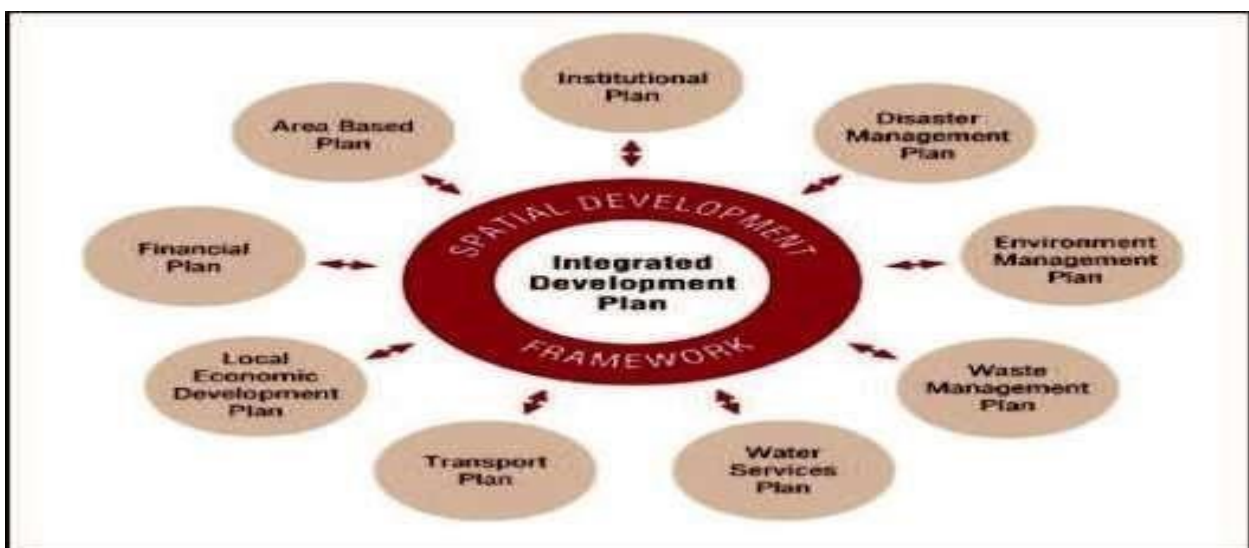 Institutional
Plan
Disaster
Management
Plan
Environment
Management
Plan
Waste
Management
Plan
Water
Services
Plan
Transport
Plan
Local
Economic
Development
Plan
Financial
Plan
Area Based
Plan
SPATIAL DEVELOPMENT
FRAMEWORK
Integrated
Development
Plan